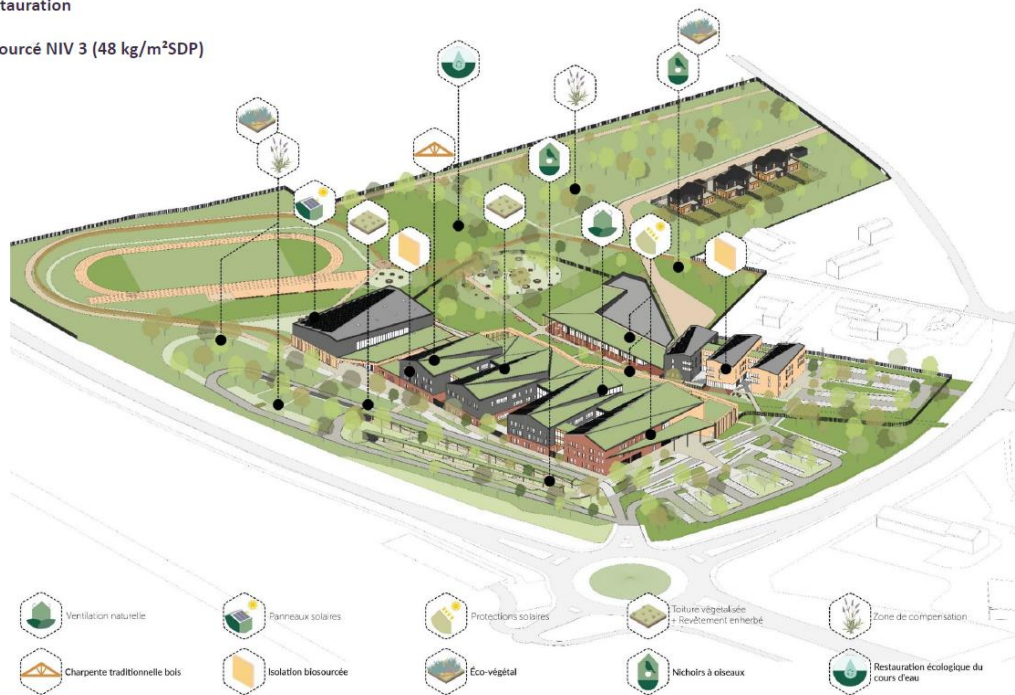 stauration
ourcé NIV 3 (48 kg/m²SDP)
Ventilation naturelle
Panneaux solaires
Protections solaires
Toiture végétalisée
+ Revêtement enherbé
Zone de compensation
Charpente traditionnelle bois
Isolation biosourcée
Éco-végétal
Nichoirs à oiseaux
Restauration écologique du
cours d'eau